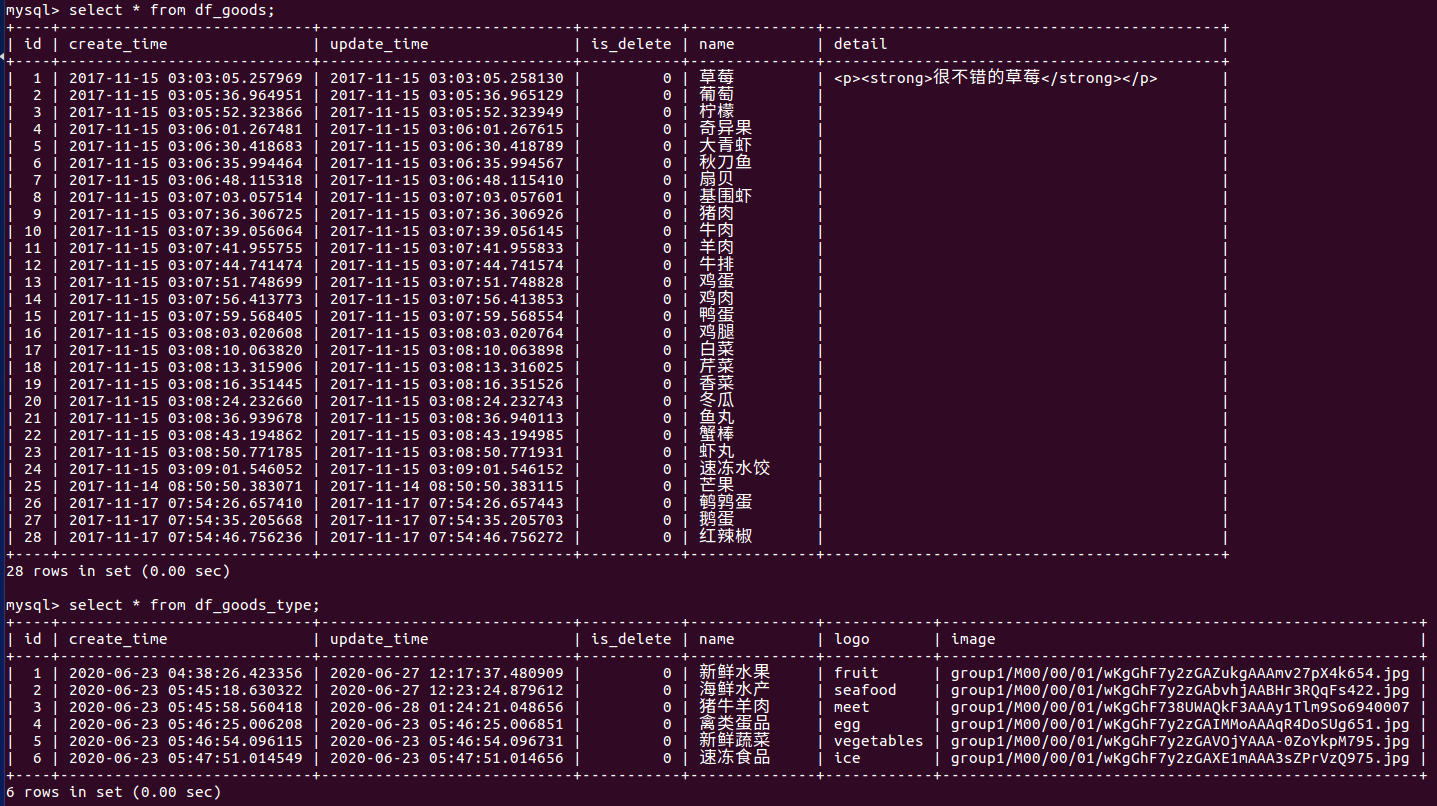 mysql> select * from df_goods;
+----+----------------------------+----------------------------+-----------+--------------+--------------------------------------------+
| id | create_time | update_time | is_delete | name | detail |
+----+----------------------------+----------------------------+-----------+--------------+--------------------------------------------+
| 1 | 2017-11-15 03:03:05.257969 | 2017-11-15 03:03:05.258130 | 0 | 草莓 | <p><strong>很不错的草莓</strong></p> |
| 2 | 2017-11-15 03:05:36.964951 | 2017-11-15 03:05:36.965129 | 0 | 葡萄 | |
| 3 | 2017-11-15 03:05:52.323866 | 2017-11-15 03:05:52.323949 | 0 | 柠檬 | |
| 4 | 2017-11-15 03:06:01.267481 | 2017-11-15 03:06:01.267615 | 0 | 奇异果 | |
| 5 | 2017-11-15 03:06:30.418683 | 2017-11-15 03:06:30.418789 | 0 | 大青虾 | |
| 6 | 2017-11-15 03:06:35.994464 | 2017-11-15 03:06:35.994567 | 0 | 秋刀鱼 | |
| 7 | 2017-11-15 03:06:48.115318 | 2017-11-15 03:06:48.115410 | 0 | 扇贝 | |
| 8 | 2017-11-15 03:07:03.057514 | 2017-11-15 03:07:03.057601 | 0 | 基围虾 | |
| 9 | 2017-11-15 03:07:36.306725 | 2017-11-15 03:07:36.306926 | 0 | 猪肉 | |
| 10 | 2017-11-15 03:07:39.056064 | 2017-11-15 03:07:39.056145 | 0 | 牛肉 | |
| 11 | 2017-11-15 03:07:41.955755 | 2017-11-15 03:07:41.955833 | 0 | 羊肉 | |
| 12 | 2017-11-15 03:07:44.741474 | 2017-11-15 03:07:44.741574 | 0 | 牛排 | |
| 13 | 2017-11-15 03:07:51.748699 | 2017-11-15 03:07:51.748828 | 0 | 鸡蛋 | |
| 14 | 2017-11-15 03:07:56.413773 | 2017-11-15 03:07:56.413853 | 0 | 鸡肉 | |
| 15 | 2017-11-15 03:07:59.568405 | 2017-11-15 03:07:59.568554 | 0 | 鸭蛋 | |
| 16 | 2017-11-15 03:08:03.020608 | 2017-11-15 03:08:03.020764 | 0 | 鸡腿 | |
| 17 | 2017-11-15 03:08:10.063820 | 2017-11-15 03:08:10.063898 | 0 | 白菜 | |
| 18 | 2017-11-15 03:08:13.315906 | 2017-11-15 03:08:13.316025 | 0 | 芹菜 | |
| 19 | 2017-11-15 03:08:16.351445 | 2017-11-15 03:08:16.351526 | 0 | 香菜 | |
| 20 | 2017-11-15 03:08:24.232660 | 2017-11-15 03:08:24.232743 | 0 | 冬瓜 | |
| 21 | 2017-11-15 03:08:36.939678 | 2017-11-15 03:08:36.940113 | 0 | 鱼丸 | |
| 22 | 2017-11-15 03:08:43.194862 | 2017-11-15 03:08:43.194985 | 0 | 蟹棒 | |
| 23 | 2017-11-15 03:08:50.771785 | 2017-11-15 03:08:50.771931 | 0 | 虾丸 | |
| 24 | 2017-11-15 03:09:01.546052 | 2017-11-15 03:09:01.546152 | 0 | 速冻水饺 | |
| 25 | 2017-11-14 08:50:50.383071 | 2017-11-14 08:50:50.383115 | 0 | 芒果 | |
| 26 | 2017-11-17 07:54:26.657410 | 2017-11-17 07:54:26.657443 | 0 | 鹌鹑蛋 | |
| 27 | 2017-11-17 07:54:35.205668 | 2017-11-17 07:54:35.205703 | 0 | 鹅蛋 | |
| 28 | 2017-11-17 07:54:46.756236 | 2017-11-17 07:54:46.756272 | 0 | 红辣椒 | |
+----+----------------------------+----------------------------+-----------+--------------+--------------------------------------------+
28 rows in set (0.00 sec)
mysql> select * from df_goods_type;
+----+----------------------------+----------------------------+-----------+--------------+------------+-----------------------------------------------------+
| id | create_time | update_time | is_delete | name | logo | image |
+----+----------------------------+----------------------------+-----------+--------------+------------+-----------------------------------------------------+
| 1 | 2020-06-23 04:38:26.423356 | 2020-06-27 12:17:37.480909 | 0 | 新鲜水果 | fruit | group1/M00/00/01/wKgGhF7y2zGAZukgAAAmv27pX4k654.jpg |
| 2 | 2020-06-23 05:45:18.630322 | 2020-06-27 12:23:24.879612 | 0 | 海鲜水产 | seafood | group1/M00/00/01/wKgGhF7y2zGAbvhjAABHr3RQqFs422.jpg |
| 3 | 2020-06-23 05:45:58.560418 | 2020-06-28 01:24:21.048656 | 0 | 猪牛羊肉 | meet | group1/M00/00/01/wKgGhF738UWAQkF3AAAy1Tlm9So6940007 |
| 4 | 2020-06-23 05:46:25.006208 | 2020-06-23 05:46:25.006851 | 0 | 禽类蛋品 | egg | group1/M00/00/01/wKgGhF7y2zGAIMMoAAAqR4DoSUg651.jpg |
| 5 | 2020-06-23 05:46:54.096115 | 2020-06-23 05:46:54.096731 | 0 | 新鲜蔬菜 | vegetables | group1/M00/00/01/wKgGhF7y2zGAVOjYAAA-0ZoYkpM795.jpg |
| 6 | 2020-06-23 05:47:51.014549 | 2020-06-23 05:47:51.014656 | 0 | 速冻食品 | ice | group1/M00/00/01/wKgGhF7y2zGAXE1mAAA3sZPrVzQ975.jpg |
+----+----------------------------+----------------------------+-----------+--------------+------------+-----------------------------------------------------+
6 rows in set (0.00 sec)